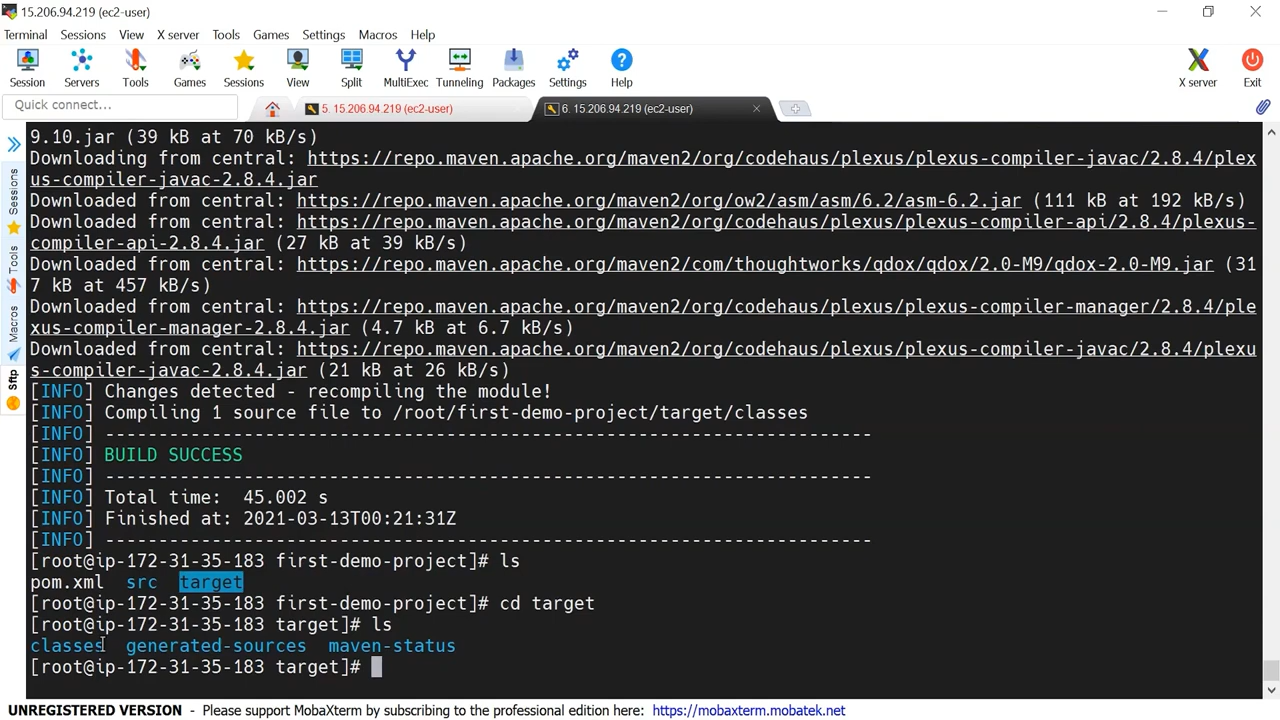 15.206.94.219 (ec2-user)
Terminal Sessions View X server Tools Games Settings Macros Help
Session Servers Tools Games Sessions View Split MultiExec Tunneling Packages Settings Help X server Exit
Quick connect...
5. 15.206.94.219 (ec2-user)
6. 15.206.94.219 (ec2-user)
Sessions
Tools
Macros
Sftp
9.10.jar (39 kB at 70 kB/s)
Downloading from central: https://repo.maven.apache.org/maven2/org/codehaus/plexus/plexus-compiler-javac/2.8.4/plex
us-compiler-javac-2.8.4.jar
Downloaded from central: https://repo.maven.apache.org/maven2/org/ow2/asm/asm/6.2/asm-6.2.jar (111 kB at 192 kB/s)
Downloaded from central: https://repo.maven.apache.org/maven2/org/codehaus/plexus/plexus-compiler-api/2.8.4/plexus-
compiler-api-2.8.4.jar (27 kB at 39 kB/s)
Downloaded from central: https://repo.maven.apache.org/maven2/com/thoughtworks/qdox/qdox/2.0-M9/qdox-2.0-M9.jar (31
7 kB at 457 kB/s)
Downloaded from central: https://repo.maven.apache.org/maven2/org/codehaus/plexus/plexus-compiler-manager/2.8.4/ple
xus-compiler-manager-2.8.4.jar (4.7 kB at 6.7 kB/s)
Downloaded from central: https://repo.maven.apache.org/maven2/org/codehaus/plexus/plexus-compiler-javac/2.8.4/plexu
s-compiler-javac-2.8.4.jar (21 kB at 26 kB/s)
[INFO] Changes detected - recompiling the module!
[INFO] Compiling 1 source file to /root/first-demo-project/target/classes
[INFO] ------------------------------------------------------------------------
[INFO] BUILD SUCCESS
[INFO] ------------------------------------------------------------------------
[INFO] Total time:  45.002 s
[INFO] Finished at: 2021-03-13T00:21:31Z
[INFO] ------------------------------------------------------------------------
[root@ip-172-31-35-183 first-demo-project]# ls
pom.xml  src  target
[root@ip-172-31-35-183 first-demo-project]# cd target
[root@ip-172-31-35-183 target]# ls
classes  generated-sources  maven-status
[root@ip-172-31-35-183 target]#
UNREGISTERED VERSION - Please support MobaXterm by subscribing to the professional edition here: https://mobaxterm.mobatek.net